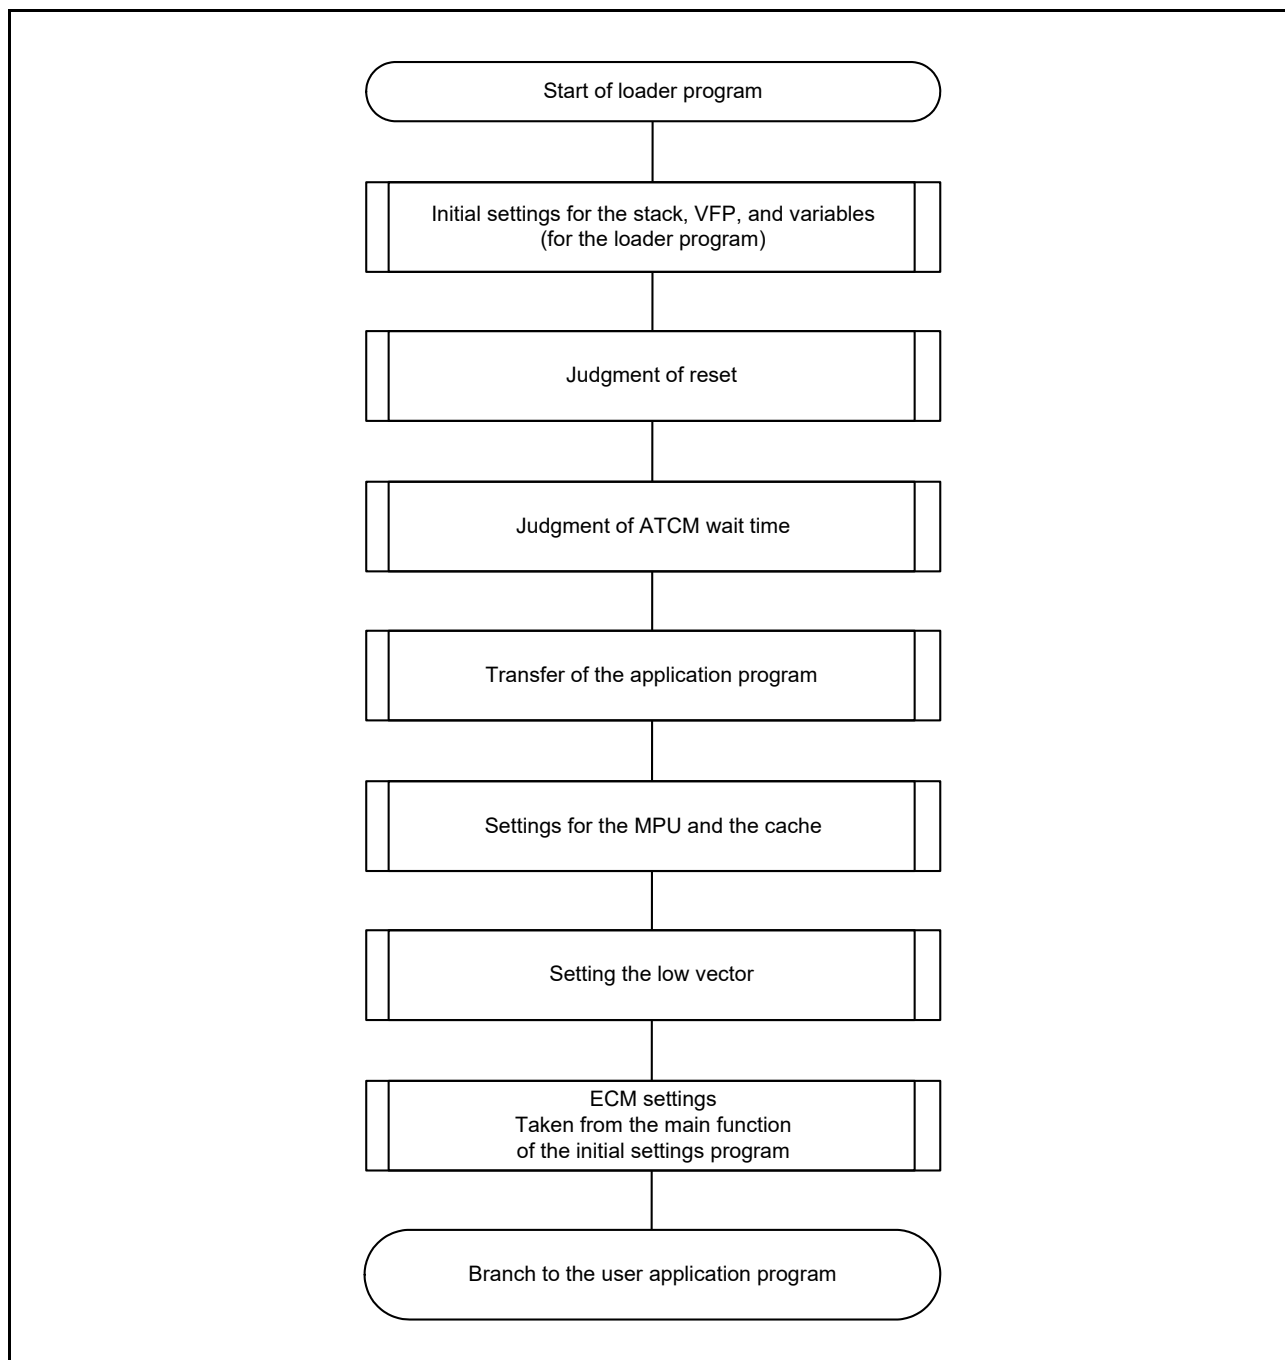 Start of loader program
Initial settings for the stack, VFP, and variables
(for the loader program)
Judgment of reset
Judgment of ATCM wait time
Transfer of the application program
Settings for the MPU and the cache
Setting the low vector
ECM settings
Taken from the main function
of the initial settings program
Branch to the user application program